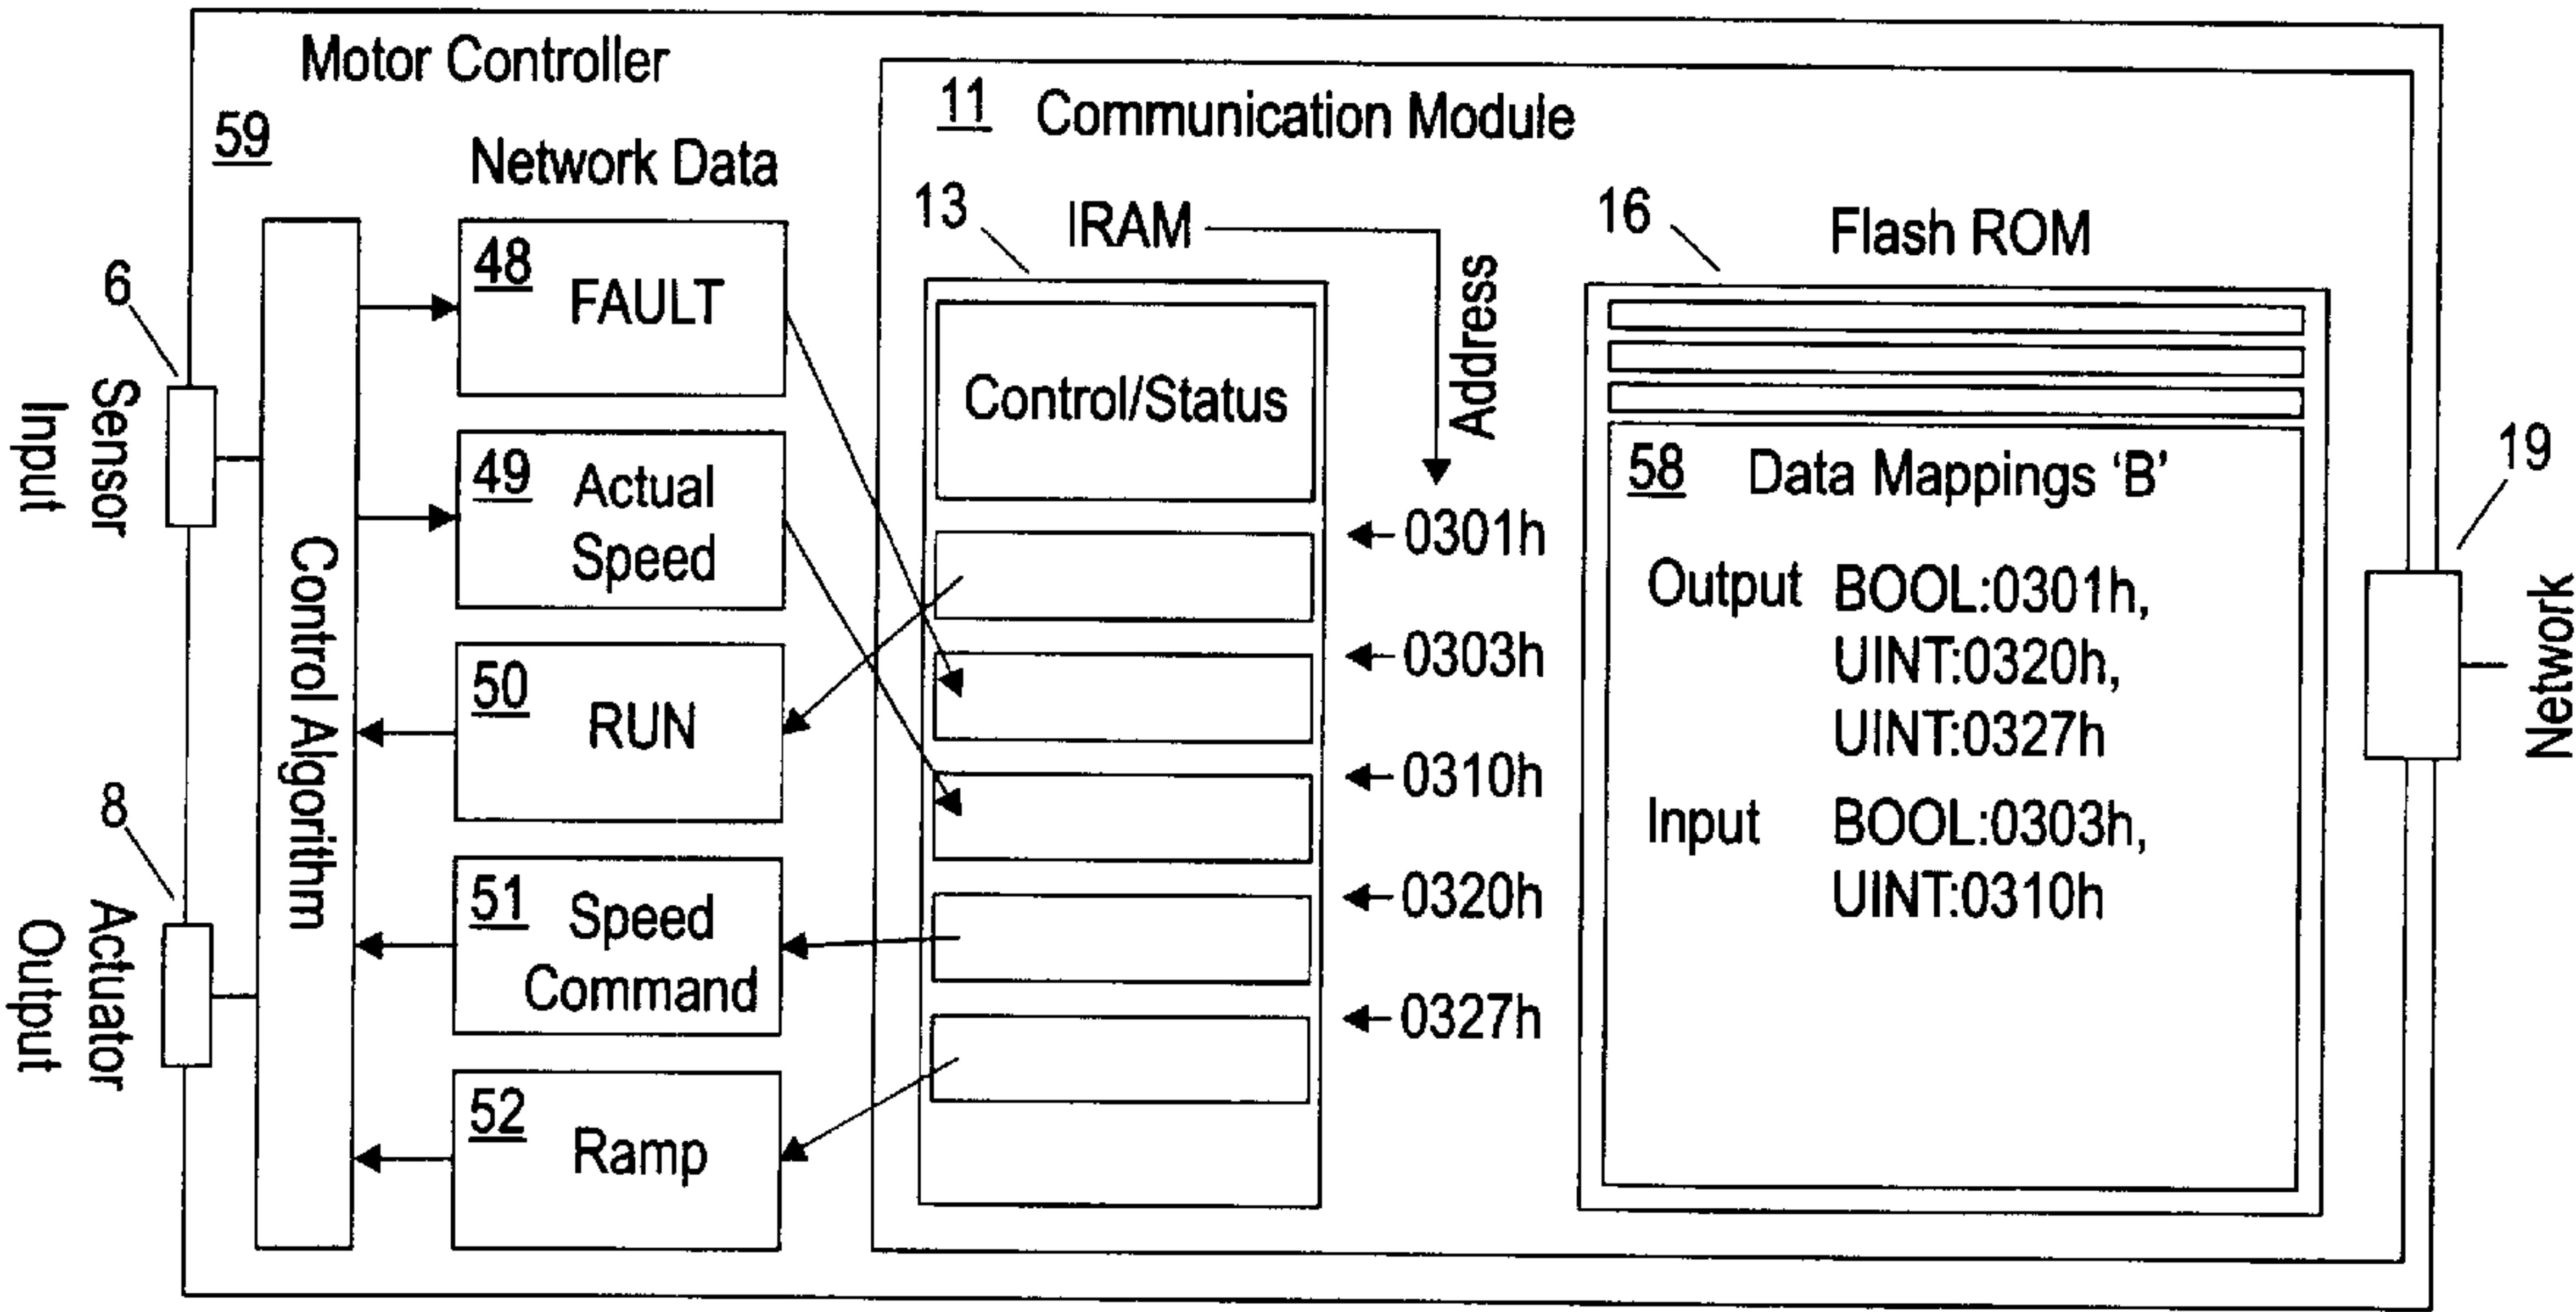 Motor Controller
59
Network Data
6
Sensor
Input
8
Actuator
Output
Control Algorithm
48
FAULT
49
Actual
Speed
50
RUN
51
Speed
Command
52
Ramp
11 Communication Module
13
IRAM
Address
Control/Status
0301h
0303h
0310h
0320h
0327h
16
Flash ROM
58 Data Mappings ‘B’
Output BOOL:0301h,
UINT:0320h,
UINT:0327h
Input BOOL:0303h,
UINT:0310h
19
Network